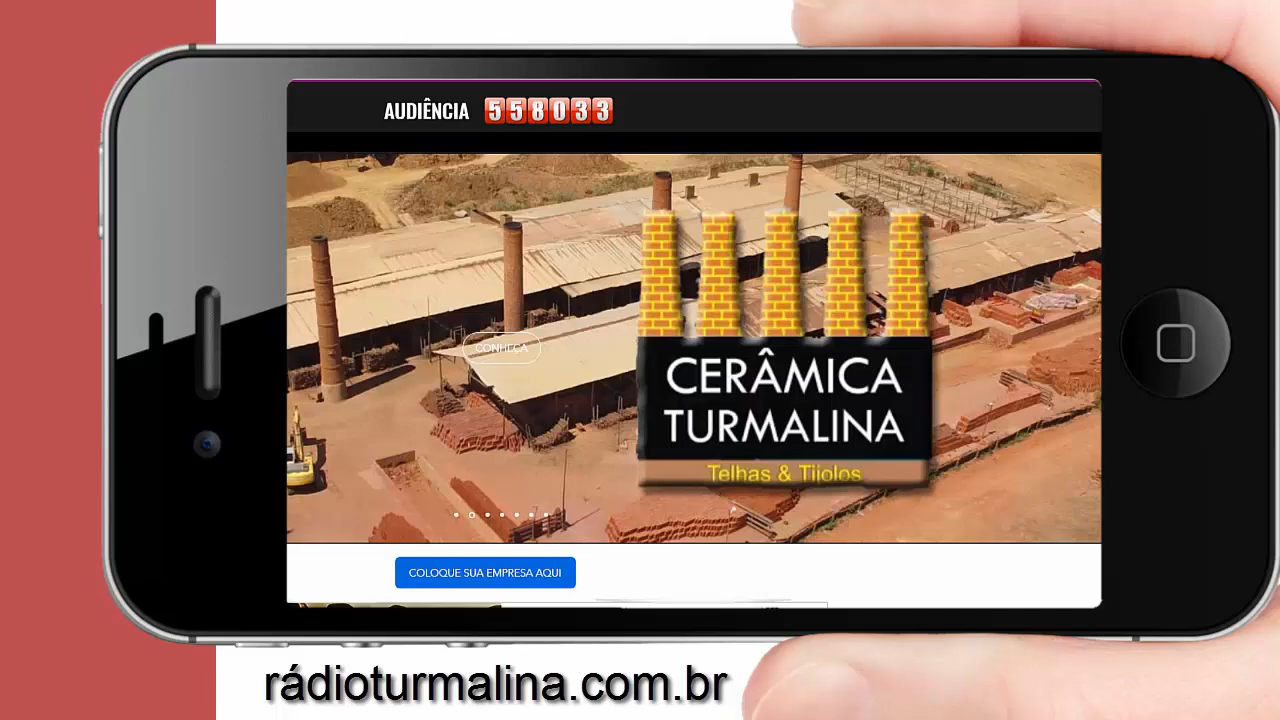 AUDIÊNCIA 558033
CONHEÇA
CERÂMICA
TURMALINA
Telhas & Tijolos
COLOQUE SUA EMPRESA AQUI
rádioturmalina.com.br